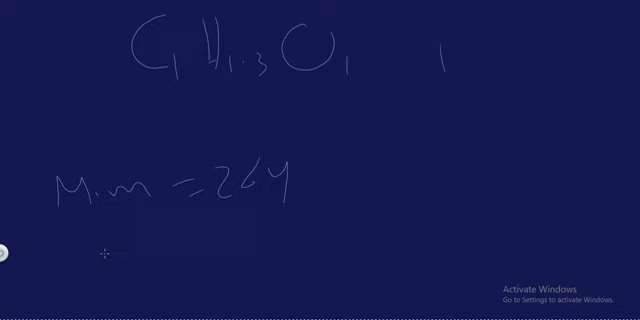 C₁ H₁.₃ O₁ 1
M.m = 264
Activate Windows
Go to Settings to activate Windows.